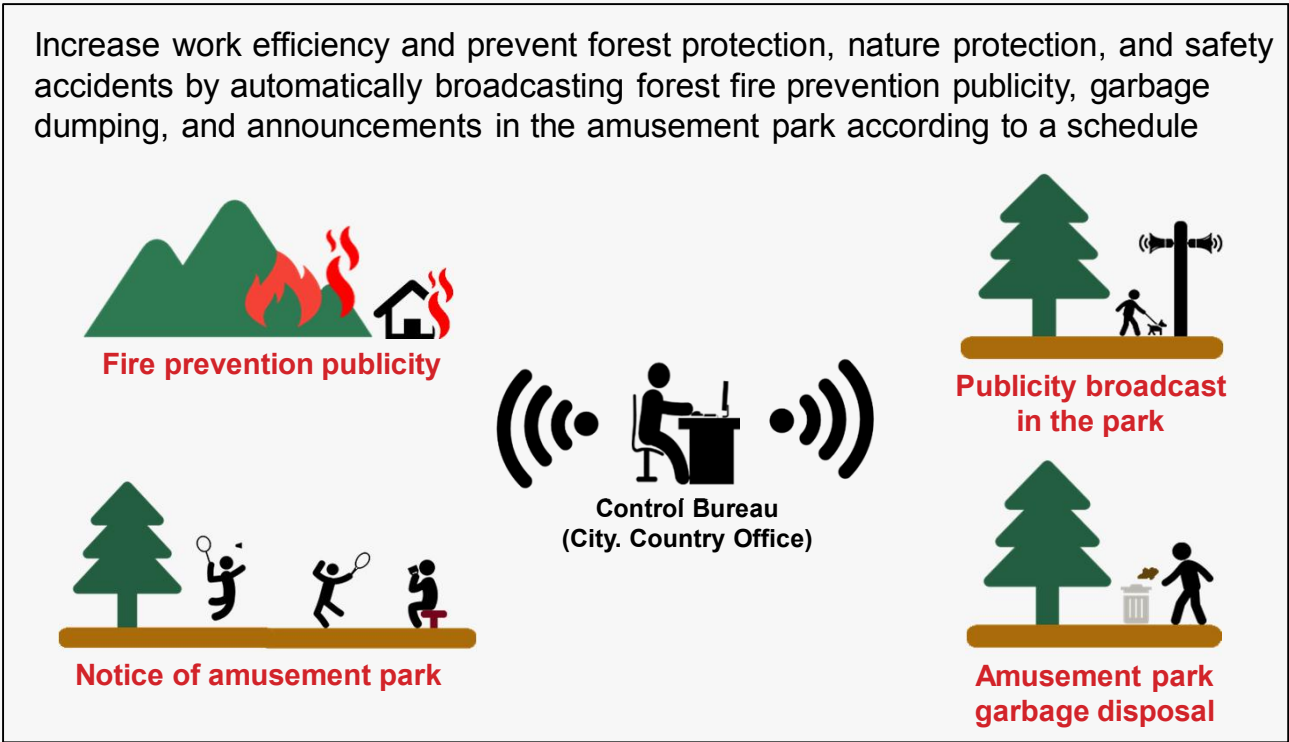 Increase work efficiency and prevent forest protection, nature protection, and safety
accidents by automatically broadcasting forest fire prevention publicity, garbage
dumping, and announcements in the amusement park according to a schedule
Fire prevention publicity
Publicity broadcast
in the park
Control Bureau
(City. Country Office)
Notice of amusement park
Amusement park
garbage disposal